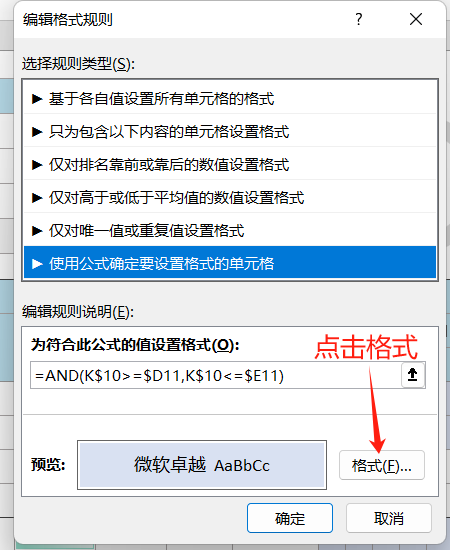 编辑格式规则
选择规则类型(S):
► 基于各自值设置所有单元格的格式
► 只为包含以下内容的单元格设置格式
► 仅对排名靠前或靠后的数值设置格式
► 仅对高于或低于平均值的数值设置格式
► 仅对唯一值或重复值设置格式
► 使用公式确定要设置格式的单元格
编辑规则说明(E):
为符合此公式的值设置格式(O):
点击格式
=AND(K$10>=$D11,K$10<=$E11)
预览:
微软卓越 AaBbCc
格式(F)...
确定
取消